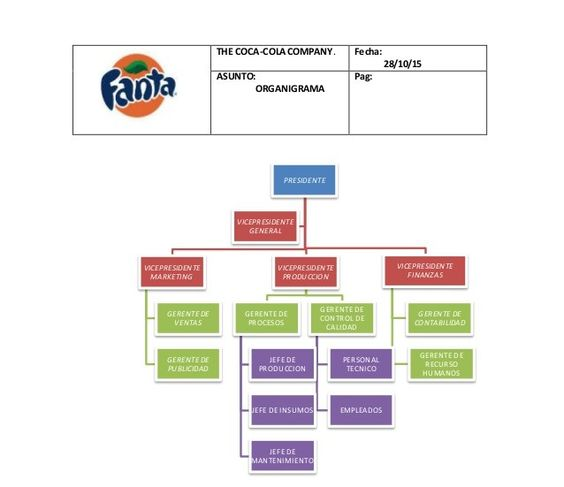 Fanta
THE COCA-COLA COMPANY.
Fecha:
28/10/15
ASUNTO:
ORGANIGRAMA
Pag:
PRESIDENTE
VICEPRESIDENTE
GENERAL
VICEPRESIDENTE
MARKETING
VICEPRESIDENTE
PRODUCCION
VICEPRESIDENTE
FINANZAS
GERENTE DE
VENTAS
GERENTE DE
PROCESOS
GERENTE DE
CONTROL DE
CALIDAD
GERENTE DE
CONTABILIDAD
GERENTE DE
PUBLICIDAD
JEFE DE
PRODUCCION
PERSONAL
TECNICO
GERENTE DE
RECURSO
HUMANOS
JEFE DE INSUMOS
EMPLEADOS
JEFE DE
MANTENIMIENTO